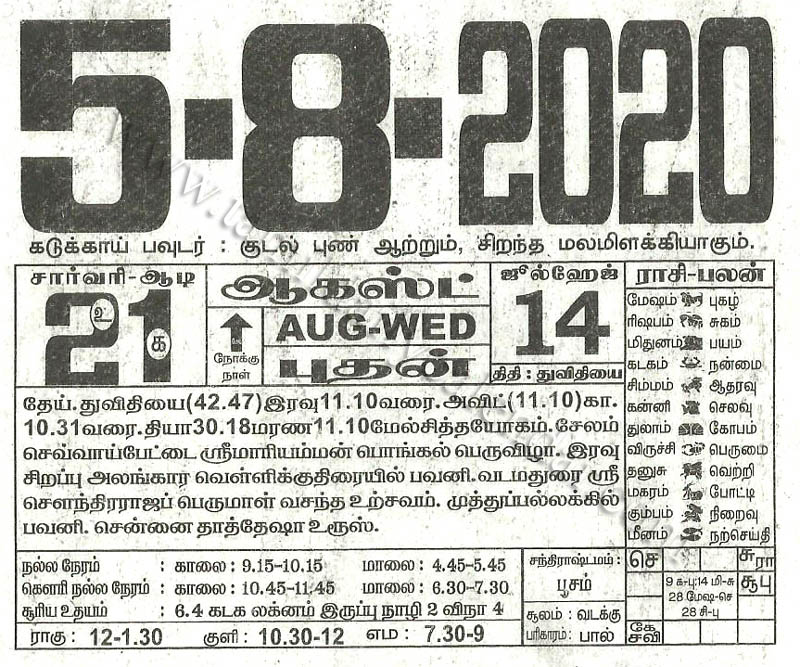 5-8-2020
கடுக்காய் பவுடர் : குடல் புண் ஆற்றும், சிறந்த மலமிளக்கியாகும்.
சார்வரி-ஆடி
21
உ
க
ஆகஸ்ட்
நோக்கு நாள்
AUG-WED
புதன்
ஜூல்ஹேஜ்
14
திதி : துவிதியை
ராசி-பலன்
மேஷம் புகழ்
ரிஷபம் சுகம்
மிதுனம் பயம்
கடகம் நன்மை
சிம்மம் ஆதரவு
கன்னி செலவு
துலாம் கோபம்
விருச்சி பெருமை
தனுசு வெற்றி
மகரம் போட்டி
கும்பம் நிறைவு
மீனம் நற்செய்தி
தேய்.துவிதியை(42.47)இரவு11.10வரை.அவிட்(11.10)கா.
10.31வரை.தியா30.18மரண11.10மேல்சித்தயோகம்.சேலம்
செவ்வாய்பேட்டை ஸ்ரீமாரியம்மன் பொங்கல் பெருவிழா. இரவு
சிறப்பு அலங்கார வெள்ளிக்குதிரையில் பவனி.வடமதுரை ஸ்ரீ
சௌந்திரராஜப் பெருமாள் வசந்த உற்சவம். முத்துப்பல்லக்கில்
பவனி. சென்னை தாத்தேஷா உரூஸ்.
நல்ல நேரம் : காலை: 9.15-10.15 மாலை: 4.45-5.45
கௌரி நல்ல நேரம் : காலை: 10.45-11.45 மாலை: 6.30-7.30
சூரிய உதயம் : 6.4 கடக லக்னம் இருப்பு நாழி 2 விநா 4
ராகு: 12-1.30 குளி: 10.30-12 எம: 7.30-9
சந்திராஷ்டமம்:
பூசம்
சூலம் : வடக்கு
பரிகாரம்: பால்
செ சு ரா
9 க-பு:14 மி-சு
28 மேஷ-செ
28 சி-பு
சூ பு
கே
சவி